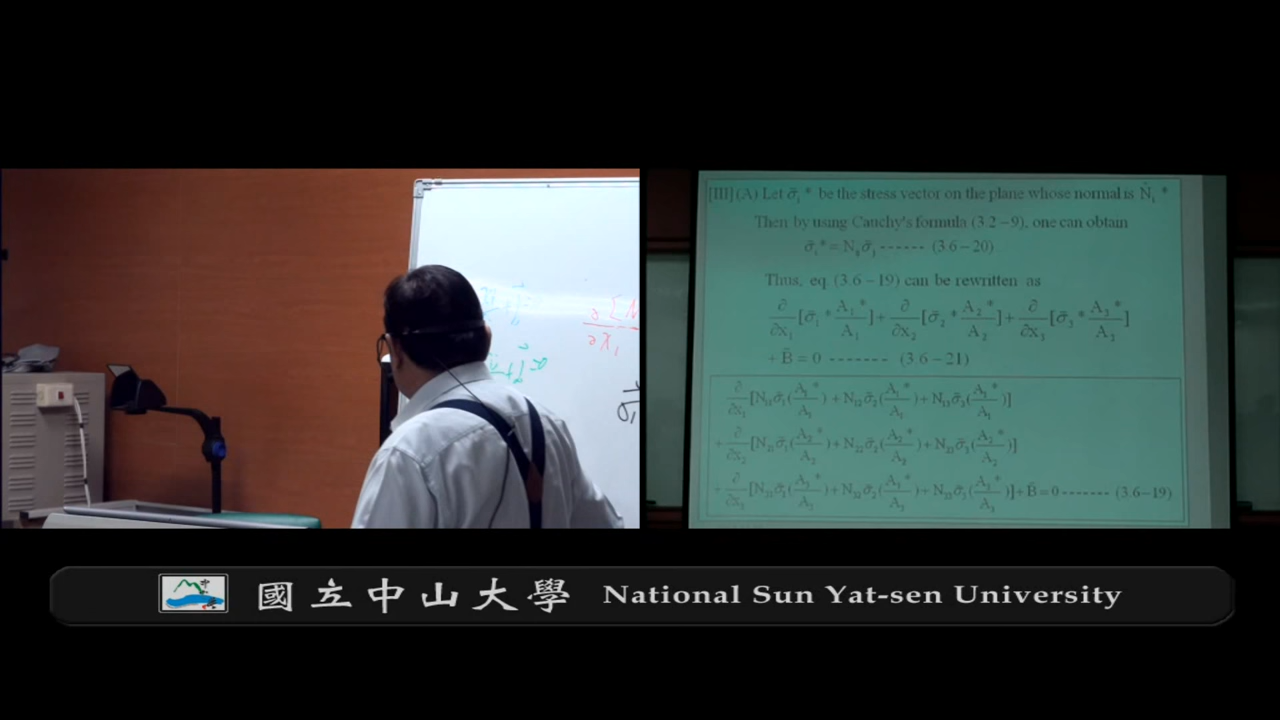 [III](A) Let σ̄ᵢ* be the stress vector on the plane whose normal is N̄ᵢ*
Then by using Cauchy's formula (3.2-9), one can obtain
σ̄ᵢ* = Nᵢⱼσ̄ⱼ ------ (3.6-20)
Thus, eq. (3.6-19) can be rewritten as
∂/∂x₁[σ̄₁* A₁*/A₁] + ∂/∂x₂[σ̄₂* A₂*/A₂] + ∂/∂x₃[σ̄₃* A₃*/A₃]
+ B̄ = 0 ------- (3.6-21)
∂/∂x₁[N₁₁σ̄₁(A₁*/A₁) + N₁₂σ̄₂(A₁*/A₁) + N₁₃σ̄₃(A₁*/A₁)]
+ ∂/∂x₂[N₂₁σ̄₁(A₂*/A₂) + N₂₂σ̄₂(A₂*/A₂) + N₂₃σ̄₃(A₂*/A₂)]
+ ∂/∂x₃[N₃₁σ̄₁(A₃*/A₃) + N₃₂σ̄₂(A₃*/A₃) + N₃₃σ̄₃(A₃*/A₃)] + B̄ = 0 ------- (3.6-19)
國立中山大學 National Sun Yat-sen University